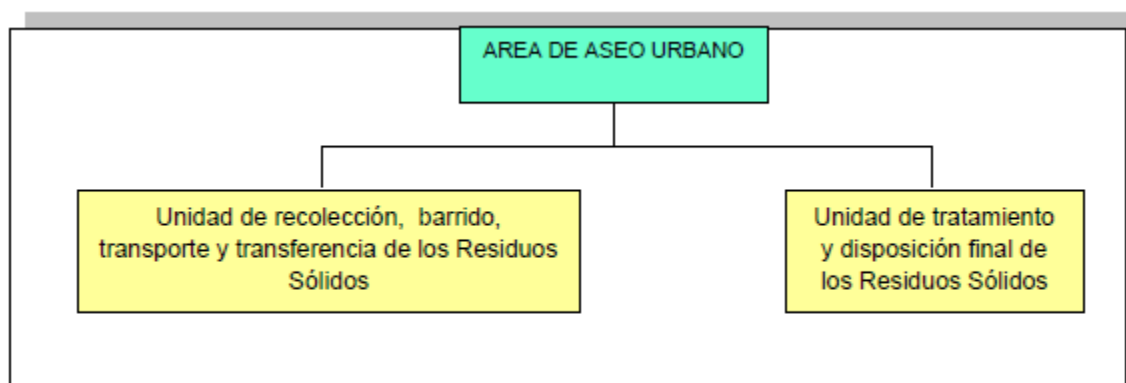 AREA DE ASEO URBANO
Unidad de recolección, barrido,
transporte y transferencia de los Residuos
Sólidos
Unidad de tratamiento
y disposición final de
los Residuos Sólidos